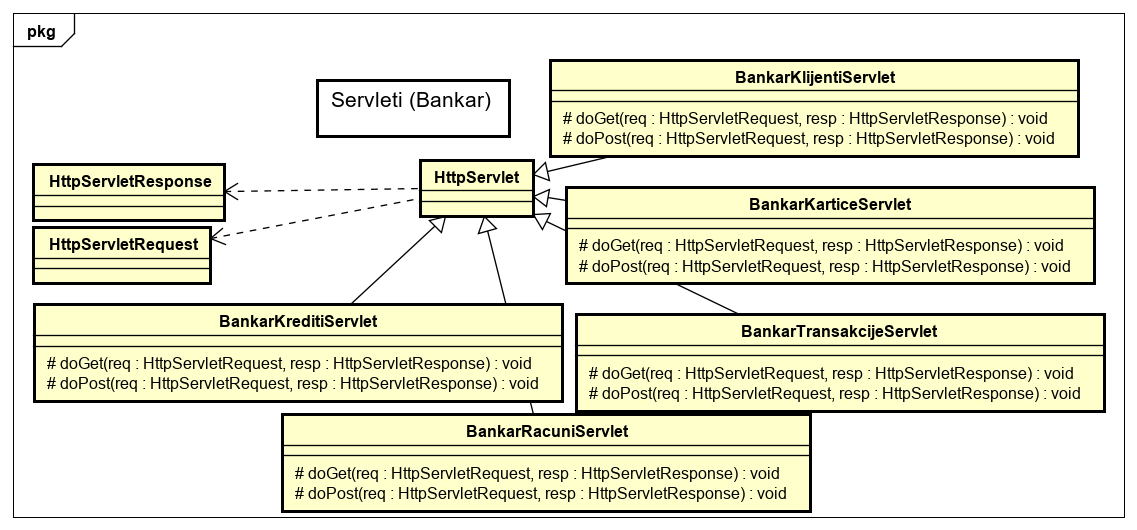 pkg
Servleti (Bankar)
BankarKlijentiServlet
# doGet(req : HttpServletRequest, resp : HttpServletResponse) : void
# doPost(req : HttpServletRequest, resp : HttpServletResponse) : void
HttpServletResponse
HttpServlet
HttpServletRequest
BankarKarticeServlet
# doGet(req : HttpServletRequest, resp : HttpServletResponse) : void
# doPost(req : HttpServletRequest, resp : HttpServletResponse) : void
BankarKreditiServlet
# doGet(req : HttpServletRequest, resp : HttpServletResponse) : void
# doPost(req : HttpServletRequest, resp : HttpServletResponse) : void
BankarTransakcijeServlet
# doGet(req : HttpServletRequest, resp : HttpServletResponse) : void
# doPost(req : HttpServletRequest, resp : HttpServletResponse) : void
BankarRacuniServlet
# doGet(req : HttpServletRequest, resp : HttpServletResponse) : void
# doPost(req : HttpServletRequest, resp : HttpServletResponse) : void